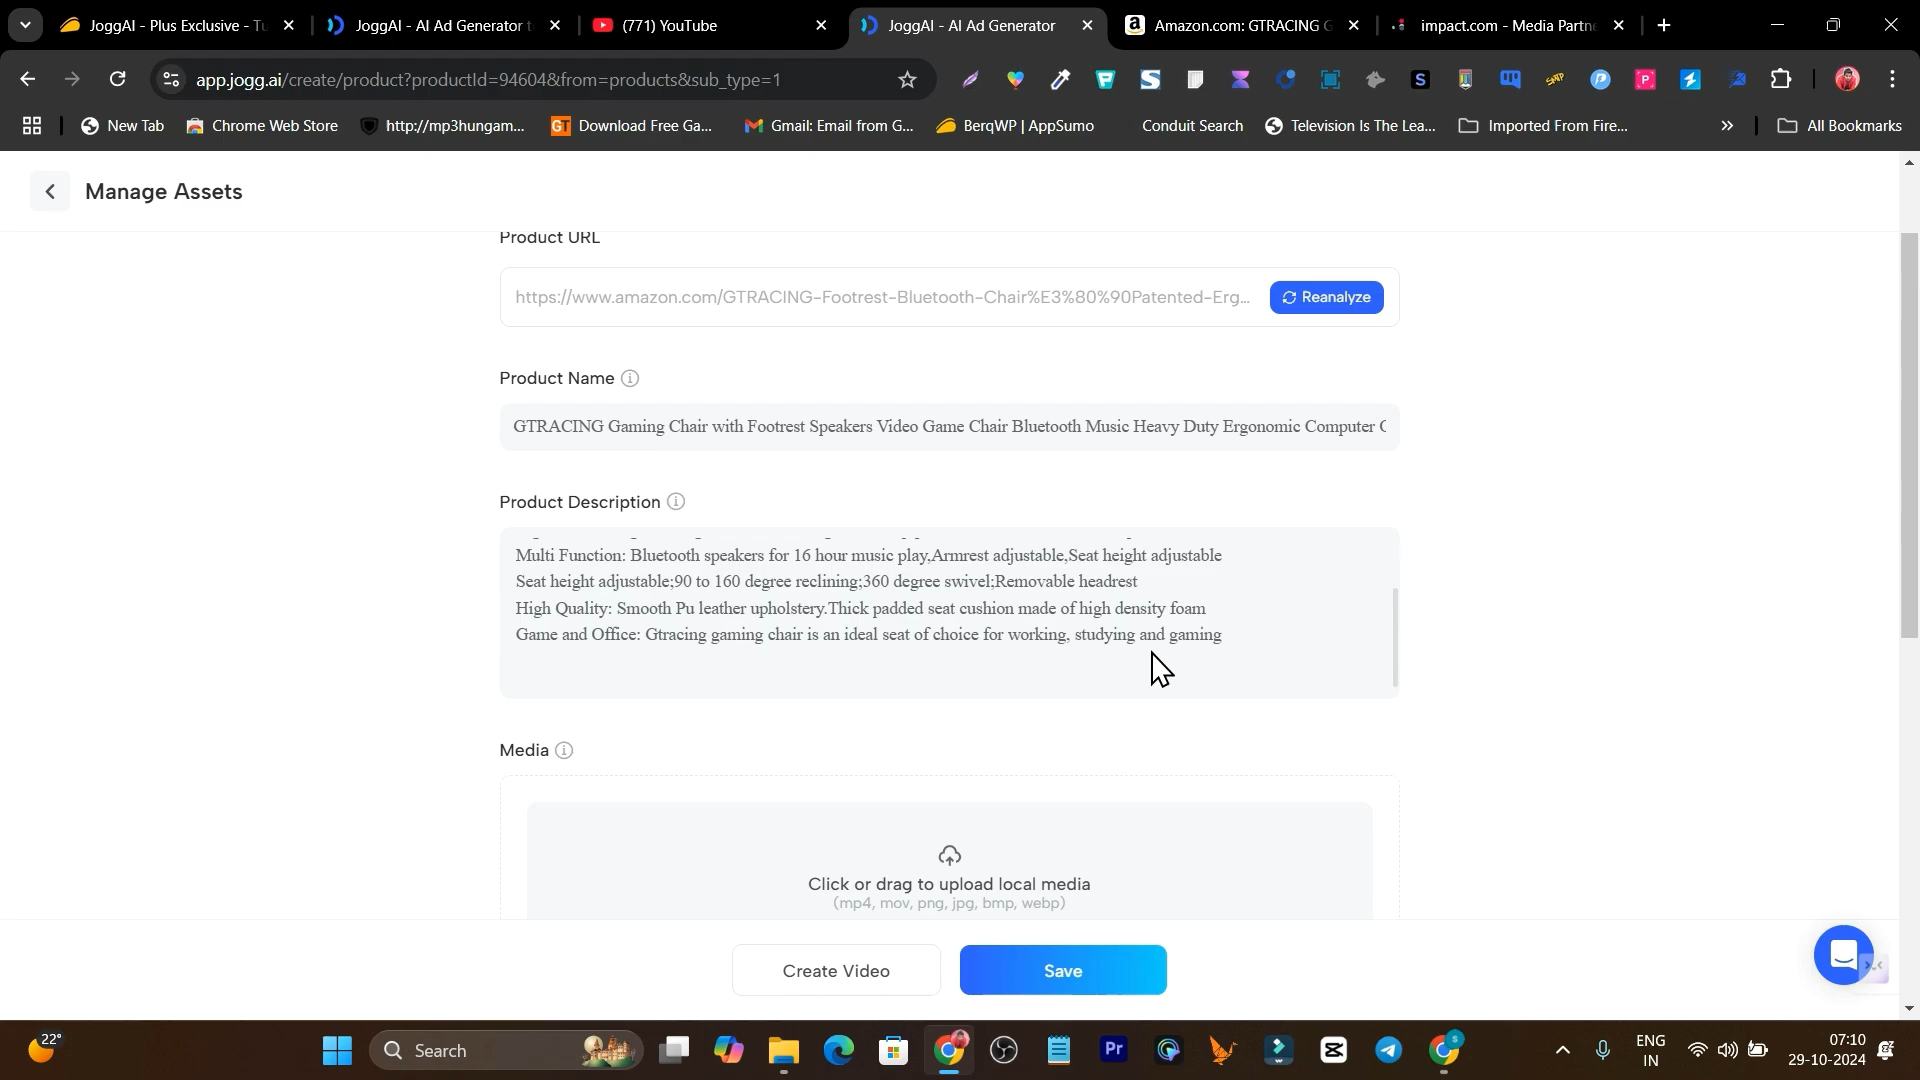 JoggAI - Plus Exclusive - Tu
JoggAI - AI Ad Generator t
(771) YouTube
JoggAI - AI Ad Generator
Amazon.com: GTRACING G
impact.com - Media Partne
app.jogg.ai/create/product?productId=94604&from=products&sub_type=1
New Tab
Chrome Web Store
http://mp3hungam...
Download Free Ga...
Gmail: Email from G...
BerqWP | AppSumo
Conduit Search
Television Is The Lea...
Imported From Fire...
All Bookmarks
Manage Assets
Product URL
https://www.amazon.com/GTRACING-Footrest-Bluetooth-Chair%E3%80%90Patented-Erg...
Reanalyze
Product Name
GTRACING Gaming Chair with Footrest Speakers Video Game Chair Bluetooth Music Heavy Duty Ergonomic Computer
Product Description
Multi Function: Bluetooth speakers for 16 hour music play,Armrest adjustable,Seat height adjustable
Seat height adjustable;90 to 160 degree reclining;360 degree swivel;Removable headrest
High Quality: Smooth Pu leather upholstery.Thick padded seat cushion made of high density foam
Game and Office: Gtracing gaming chair is an ideal seat of choice for working, studying and gaming
Media
Click or drag to upload local media
(mp4, mov, png, jpg, bmp, webp)
Create Video
Save
22°
Search
ENG
IN
07:10
29-10-2024